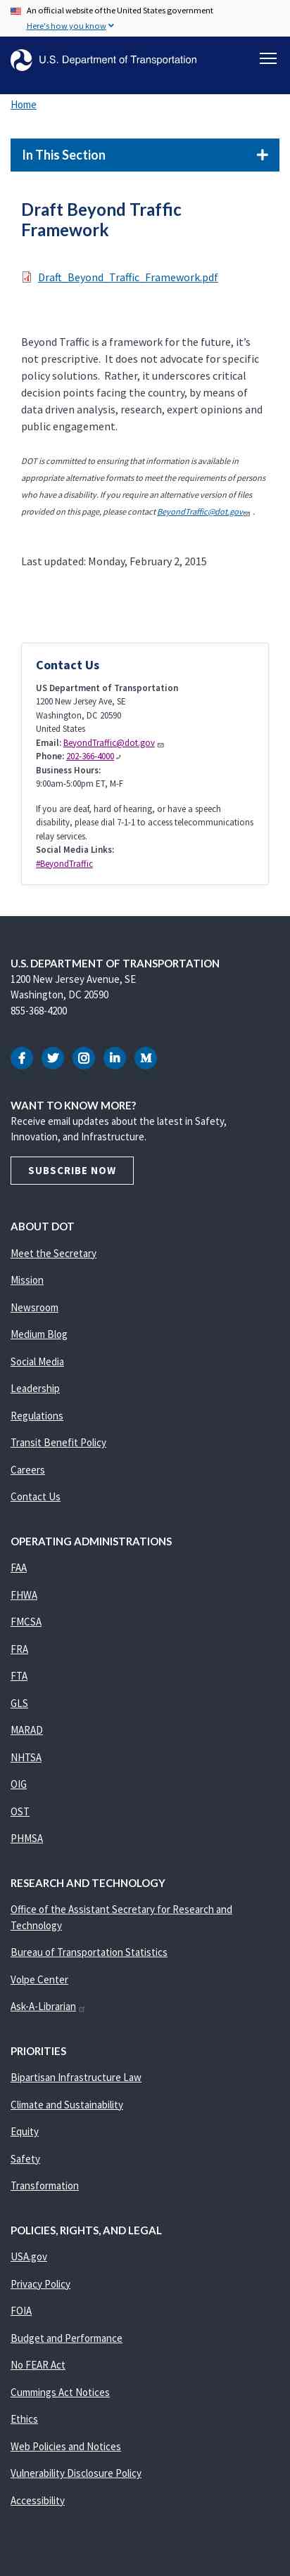 An official website of the United States government
Here's how you know
U.S. Department of Transportation
Home
In This Section
Draft Beyond Traffic
Framework
Draft_Beyond_Traffic_Framework.pdf
Beyond Traffic is a framework for the future, it's
not prescriptive.  It does not advocate for specific
policy solutions.  Rather, it underscores critical
decision points facing the country, by means
of data driven analysis, research, expert opinions and
public engagement.
DOT is committed to ensuring that information is available in
appropriate alternative formats to meet the requirements of persons
who have a disability. If you require an alternative version of files
provided on this page, please contact BeyondTraffic@dot.gov .
Last updated: Monday, February 2, 2015
Contact Us
US Department of Transportation
1200 New Jersey Ave, SE
Washington, DC 20590
United States
Email: BeyondTraffic@dot.gov
Phone: 202-366-4000
Business Hours:
9:00am-5:00pm ET, M-F
If you are deaf, hard of hearing, or have a speech
disability, please dial 7-1-1 to access telecommunications
relay services.
Social Media Links:
#BeyondTraffic
U.S. DEPARTMENT OF TRANSPORTATION
1200 New Jersey Avenue, SE
Washington, DC 20590
855-368-4200
WANT TO KNOW MORE?
Receive email updates about the latest in Safety,
Innovation, and Infrastructure.
SUBSCRIBE NOW
ABOUT DOT
Meet the Secretary
Mission
Newsroom
Medium Blog
Social Media
Leadership
Regulations
Transit Benefit Policy
Careers
Contact Us
OPERATING ADMINISTRATIONS
FAA
FHWA
FMCSA
FRA
FTA
GLS
MARAD
NHTSA
OIG
OST
PHMSA
RESEARCH AND TECHNOLOGY
Office of the Assistant Secretary for Research and
Technology
Bureau of Transportation Statistics
Volpe Center
Ask-A-Librarian
PRIORITIES
Bipartisan Infrastructure Law
Climate and Sustainability
Equity
Safety
Transformation
POLICIES, RIGHTS, AND LEGAL
USA.gov
Privacy Policy
FOIA
Budget and Performance
No FEAR Act
Cummings Act Notices
Ethics
Web Policies and Notices
Vulnerability Disclosure Policy
Accessibility